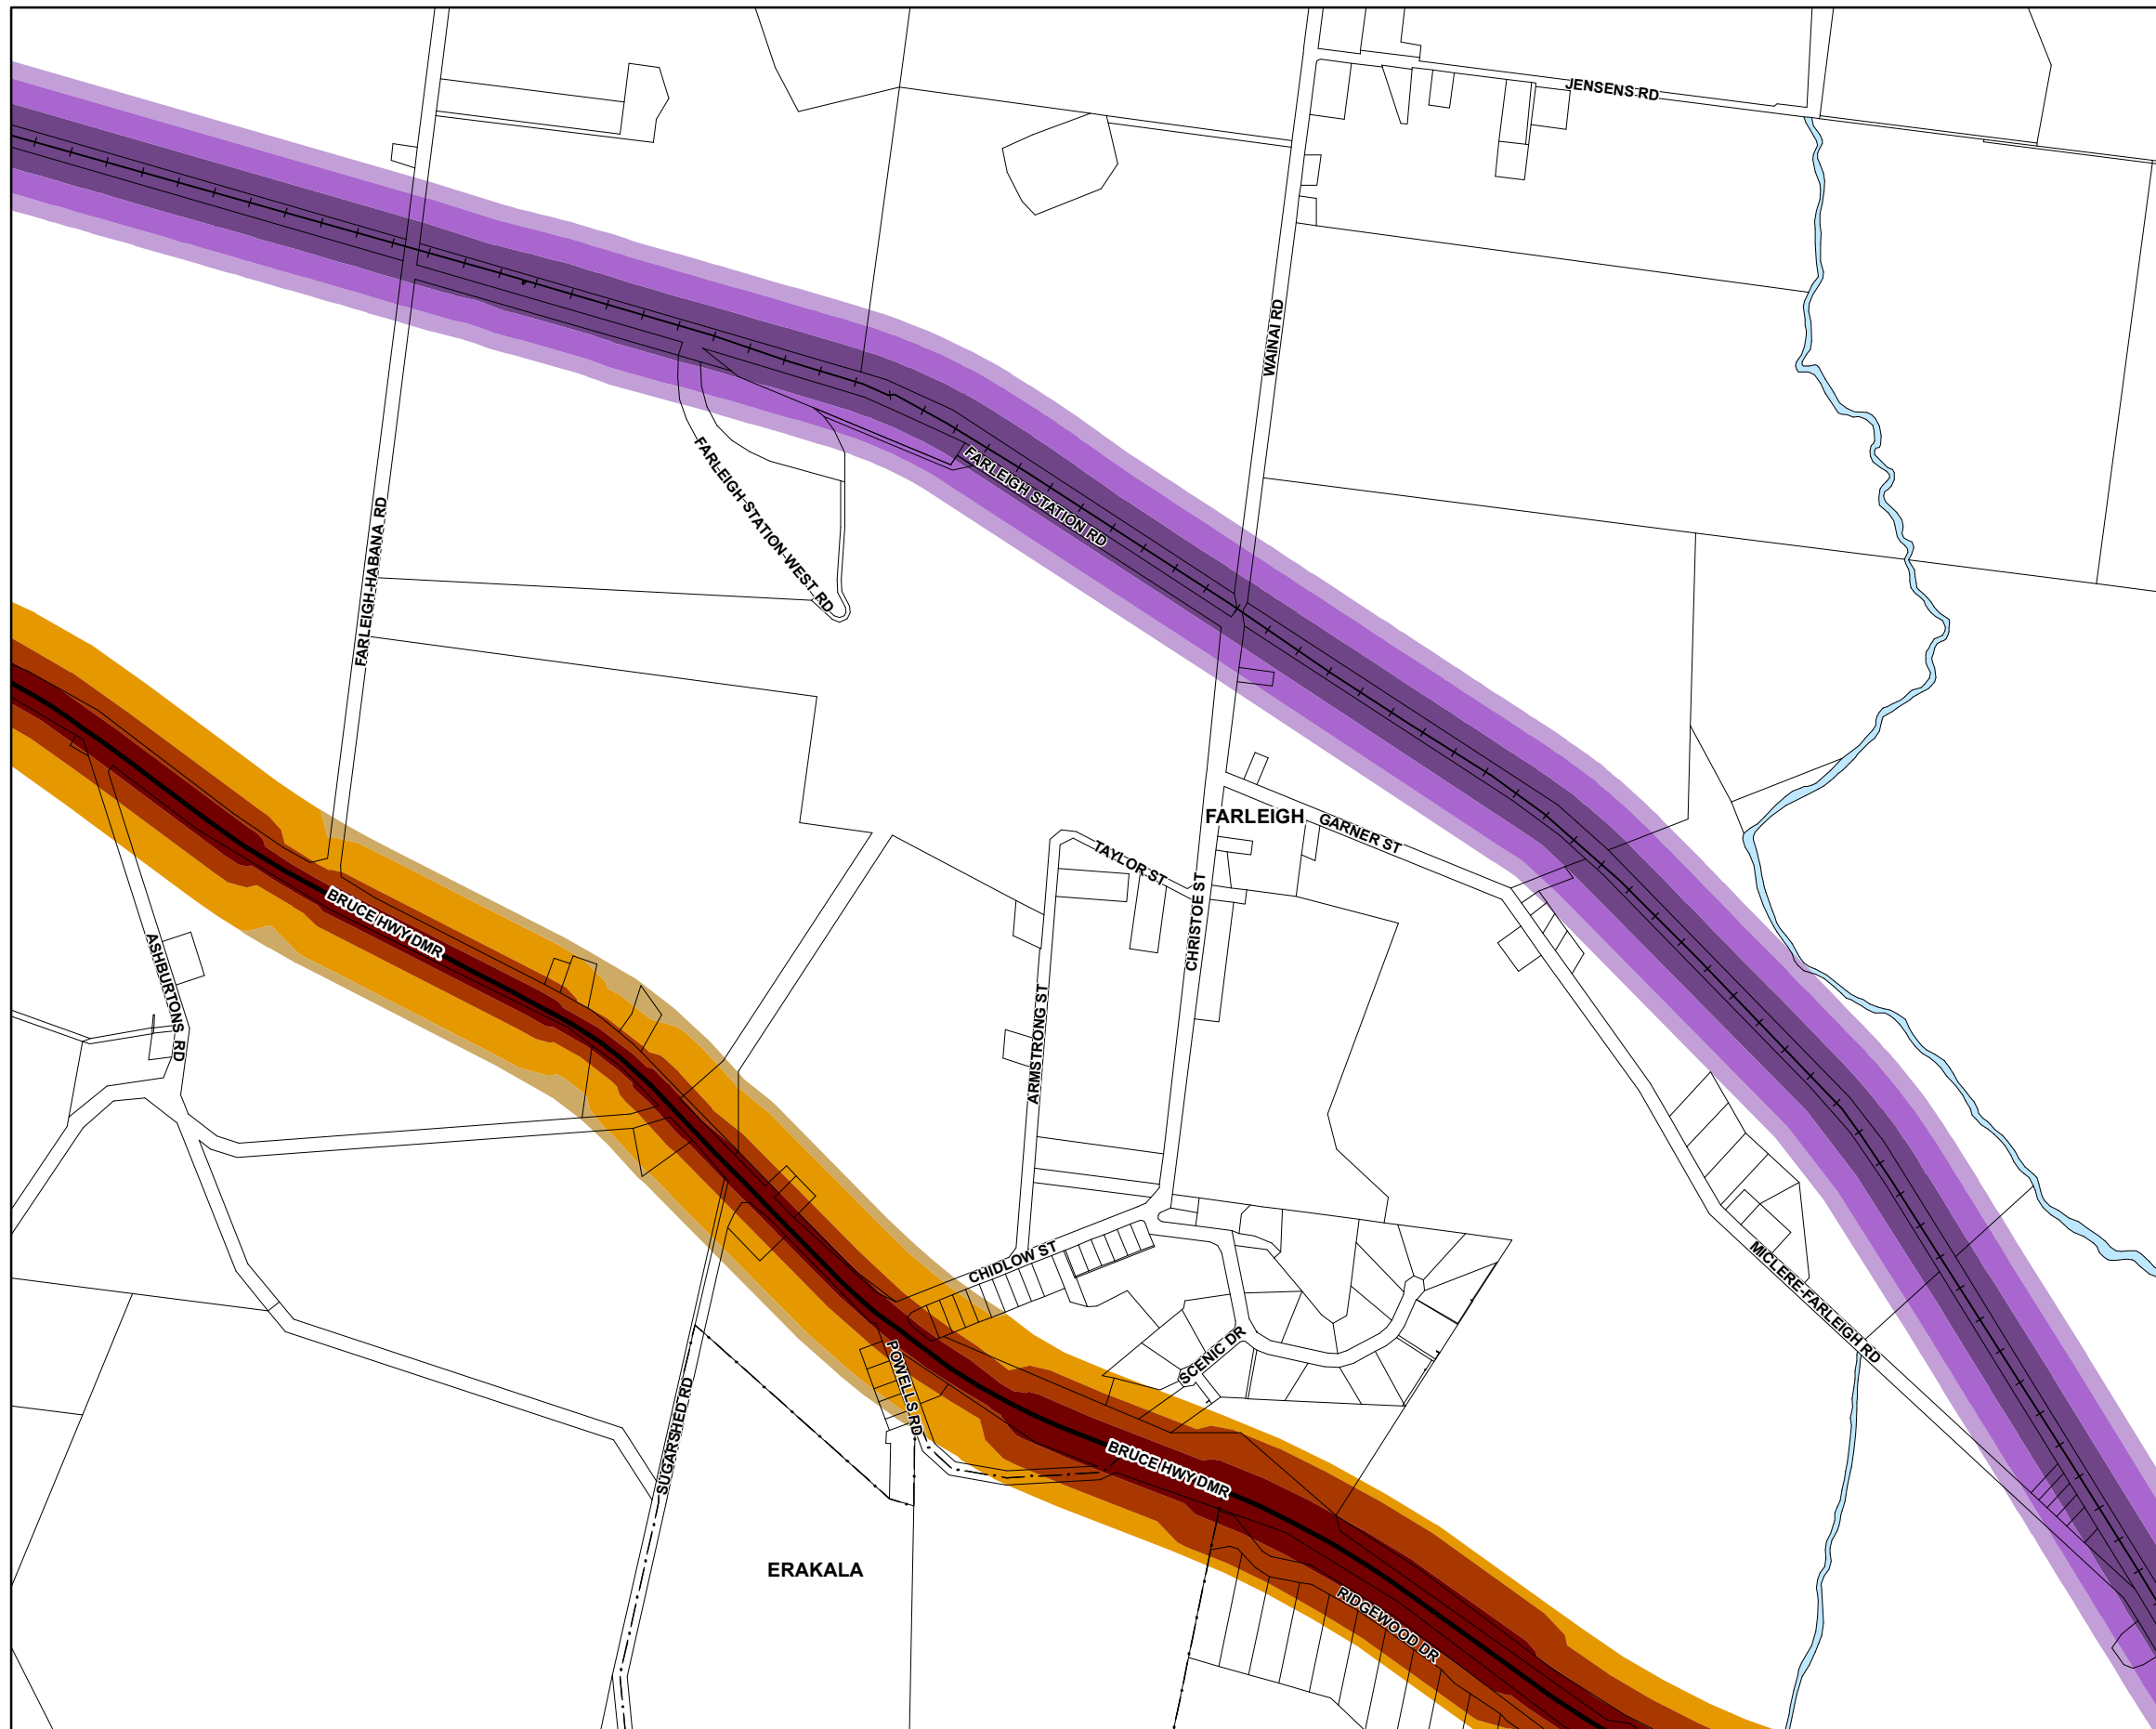 JENSENS RD
WAINAI RD
FARLEIGH STATION RD
FARLEIGH-STATION-WEST RD
FARLEIGH-HABANA RD
FARLEIGH
GARNER ST
TAYLOR ST
CHRISTOE ST
BRUCE HWY DMR
ASHBURTONS RD
ARMSTRONG ST
CHIDLOW ST
MICLERE-FARLEIGH RD
SCENIC DR
POWELLS RD
SUGARSHED RD
BRUCE HWY DMR
ERAKALA
RIDGEWOOD DR